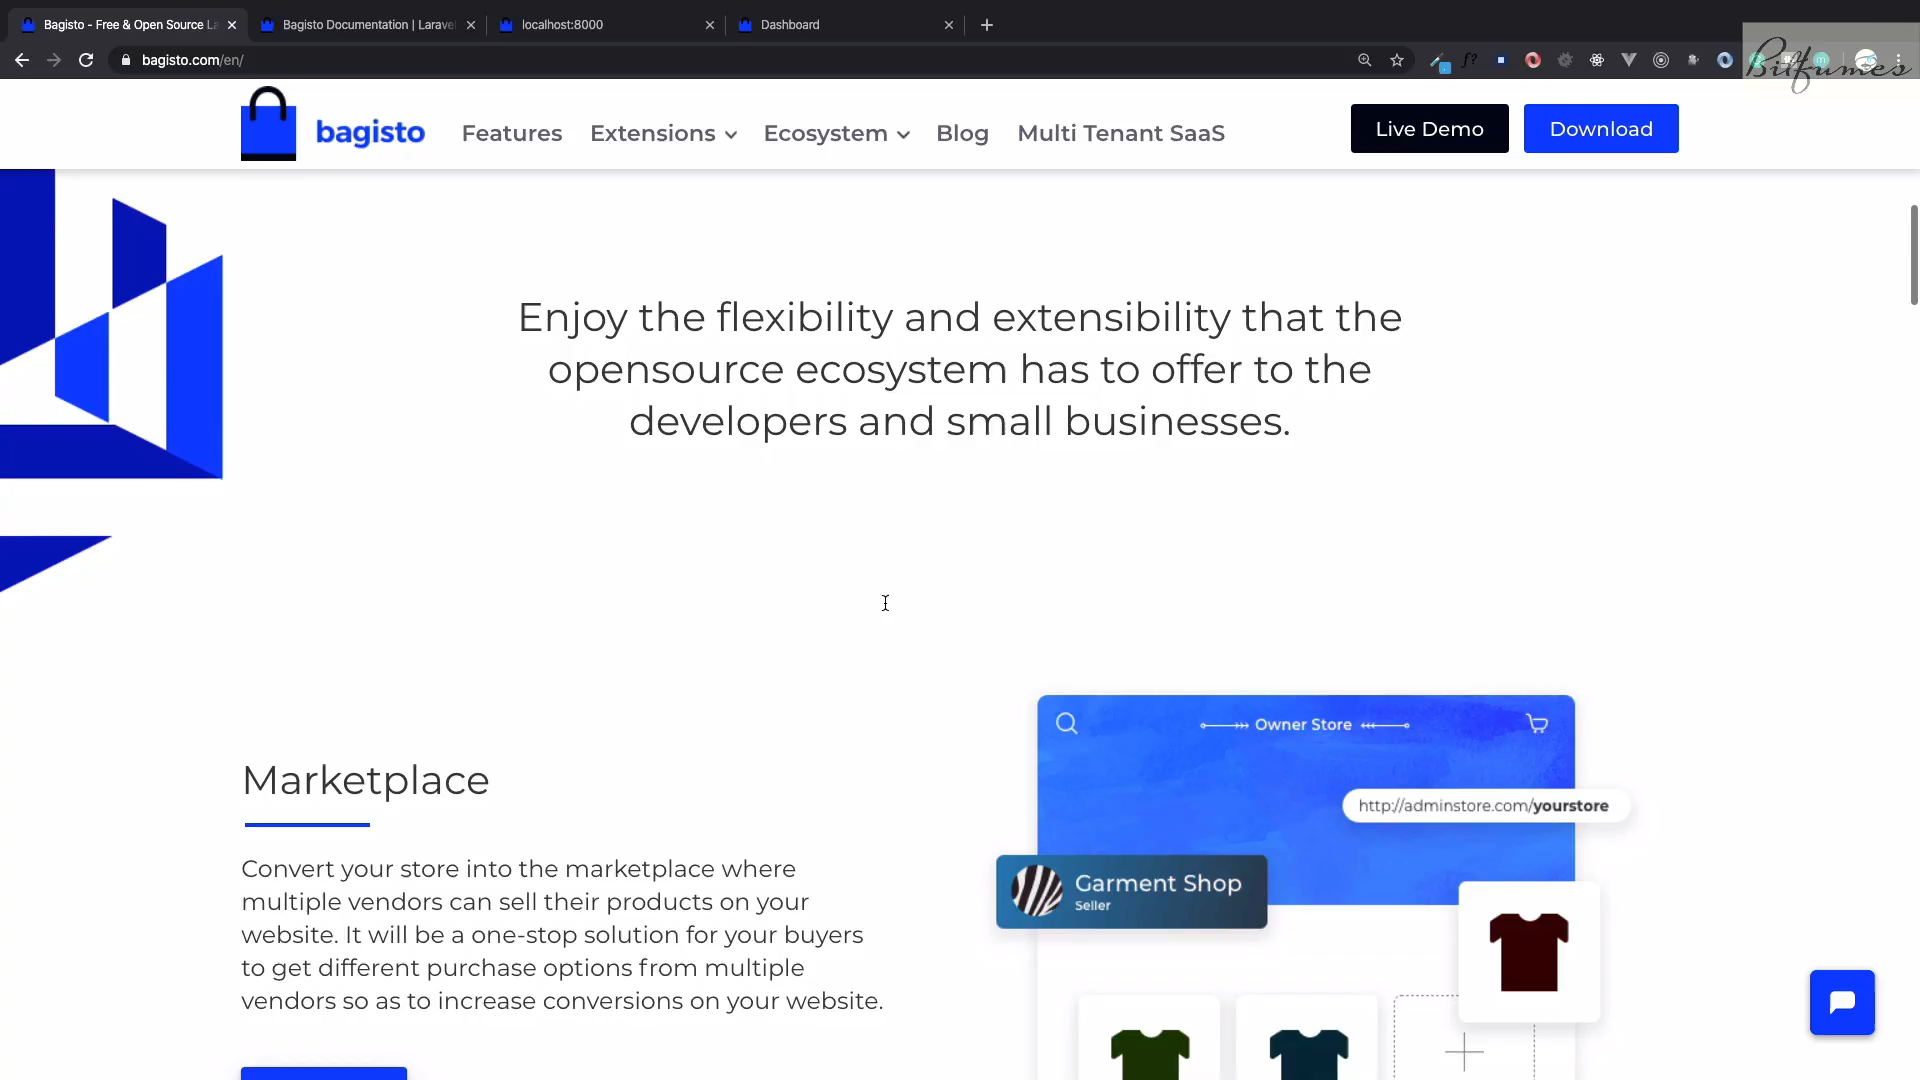 Bagisto - Free & Open Source La
Bagisto Documentation | Laravel
localhost:8000
Dashboard
bagisto.com/en/
f?
Bitfumes
bagisto
Features
Extensions
Ecosystem
Blog
Multi Tenant SaaS
Live Demo
Download
Enjoy the flexibility and extensibility that the
opensource ecosystem has to offer to the
developers and small businesses.
Owner Store
http://adminstore.com/yourstore
Marketplace
Garment Shop
Seller
Convert your store into the marketplace where
multiple vendors can sell their products on your
website. It will be a one-stop solution for your buyers
to get different purchase options from multiple
vendors so as to increase conversions on your website.